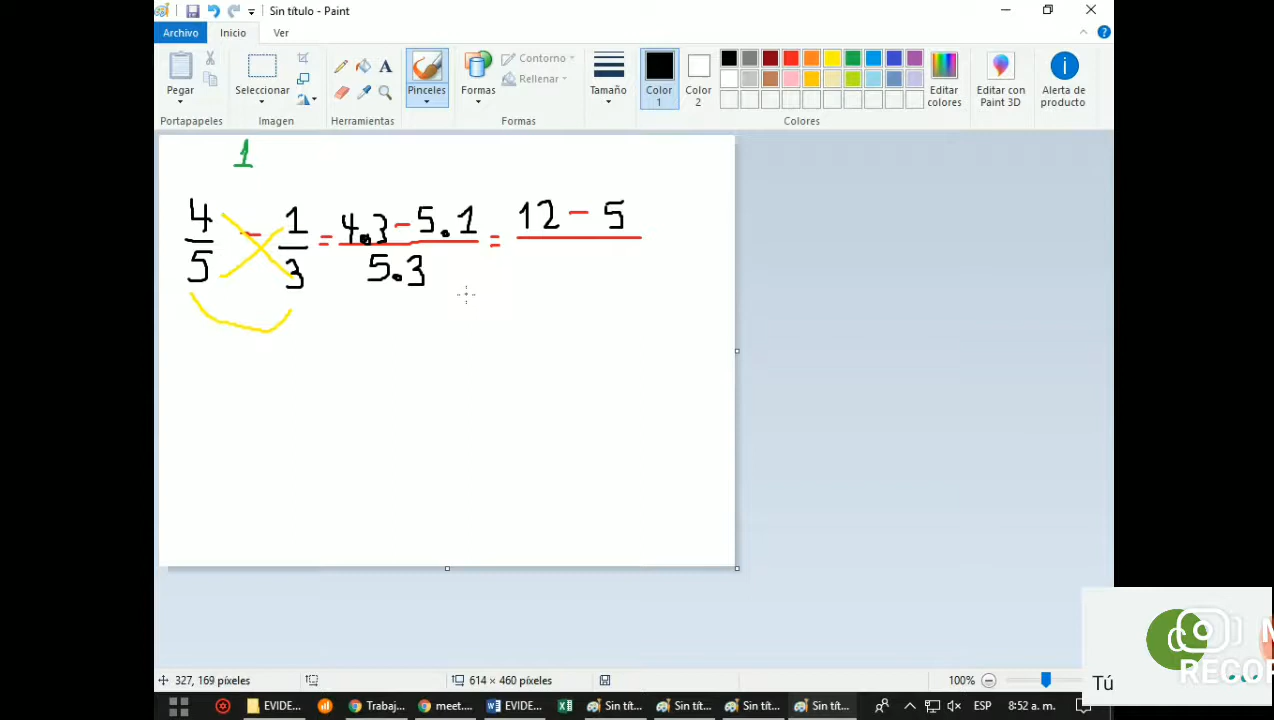 Sin título - Paint
Archivo Inicio Ver
Pegar Seleccionar Pinceles Formas Contorno Rellenar Tamaño Color 1 Color 2 Editar colores Editar con Paint 3D Alerta de producto
Portapapeles Imagen Herramientas Formas Colores
1
4/5 - 1/3 = 4.3 - 5.1 / 5.3 = 12 - 5
327, 169 píxeles 614 × 460 píxeles 100%
RECOR
Tú
EVIDE... Trabaj... meet.... EVIDE... Sin tít... Sin tít... Sin tít... Sin tít... ESP 8:52 a. m.